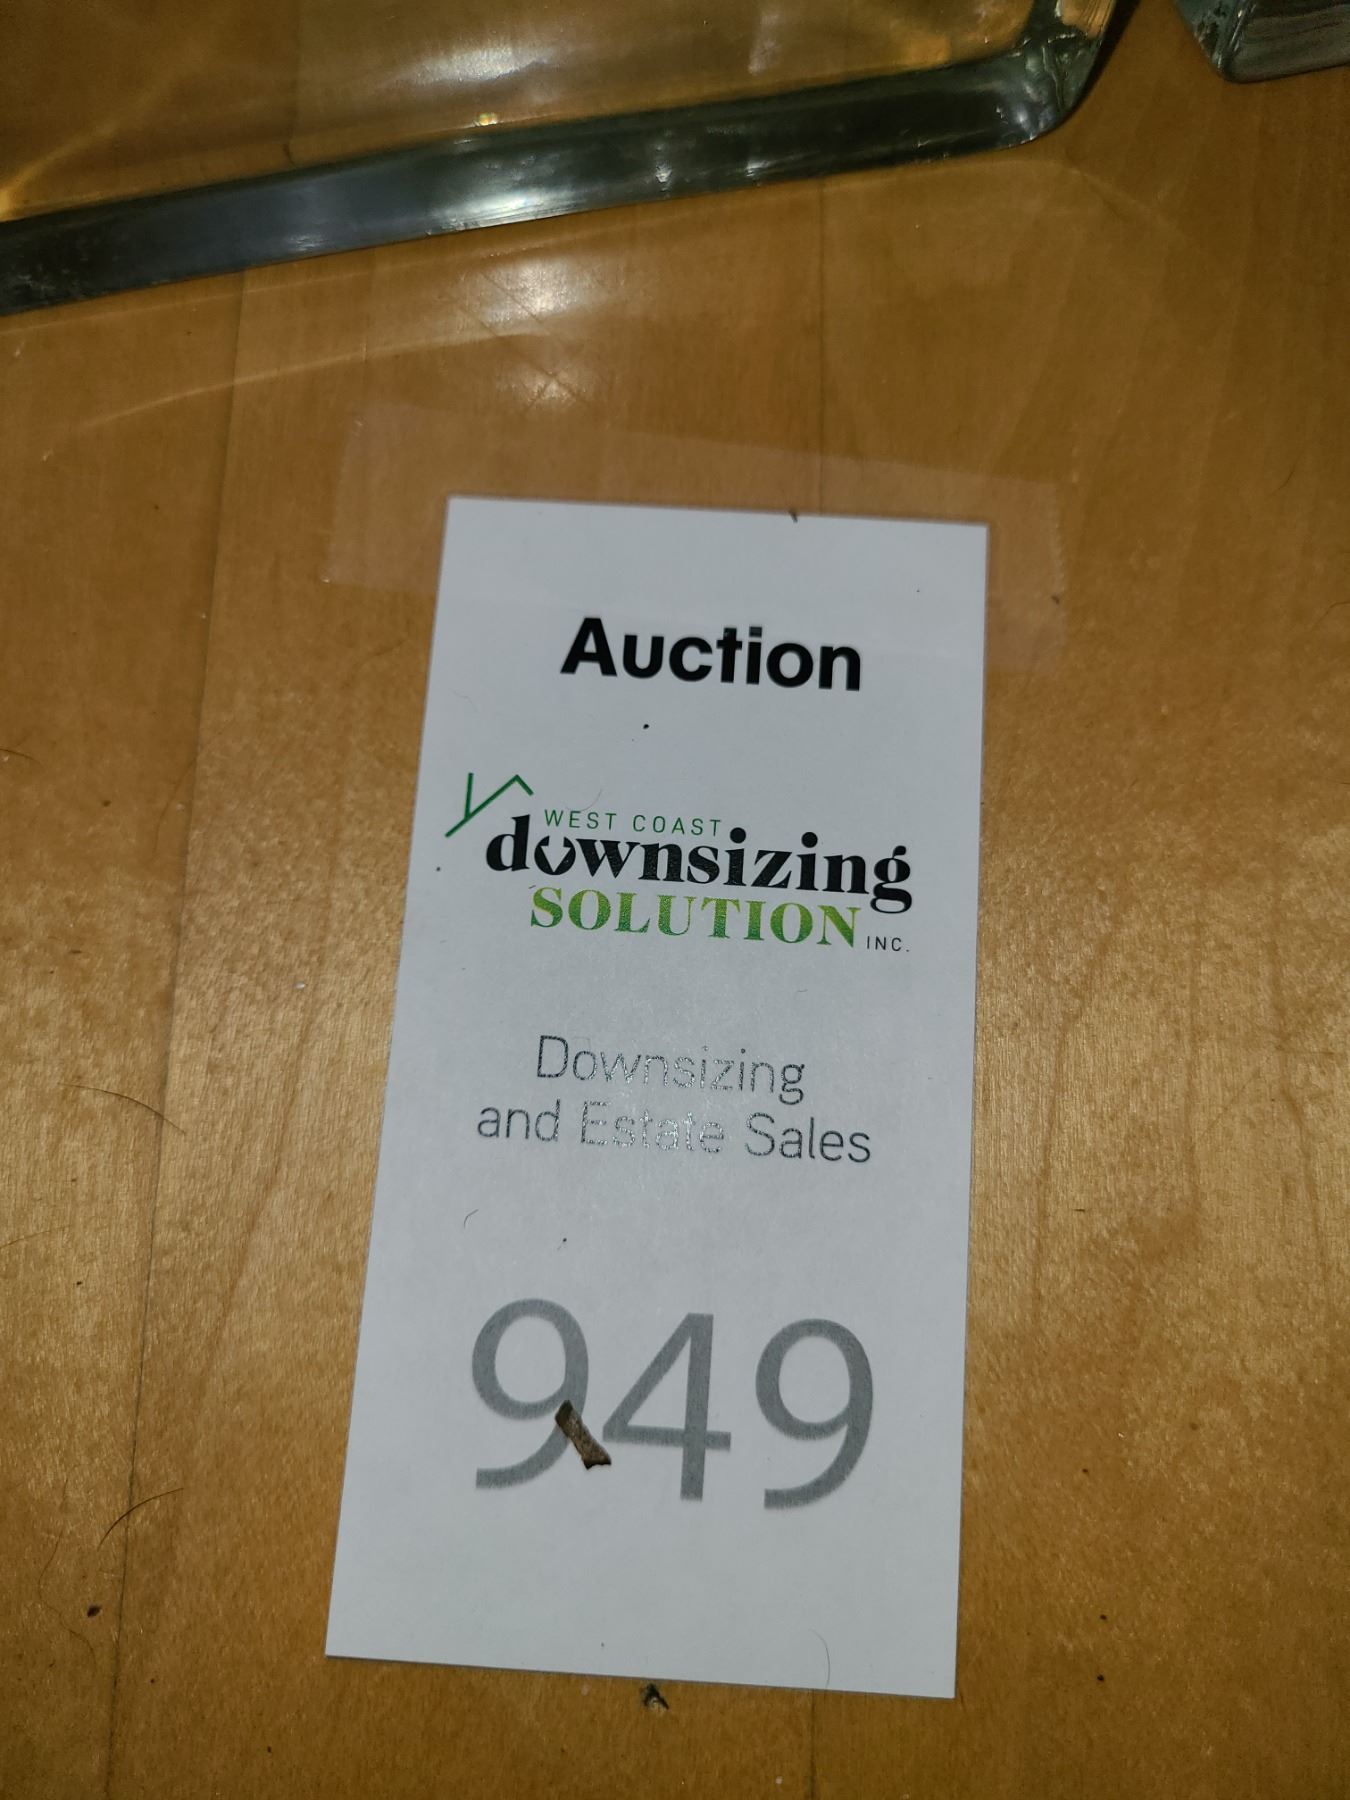 Auction
WEST COAST
downsizing
SOLUTION INC.
Downsizing
and Estate Sales
949